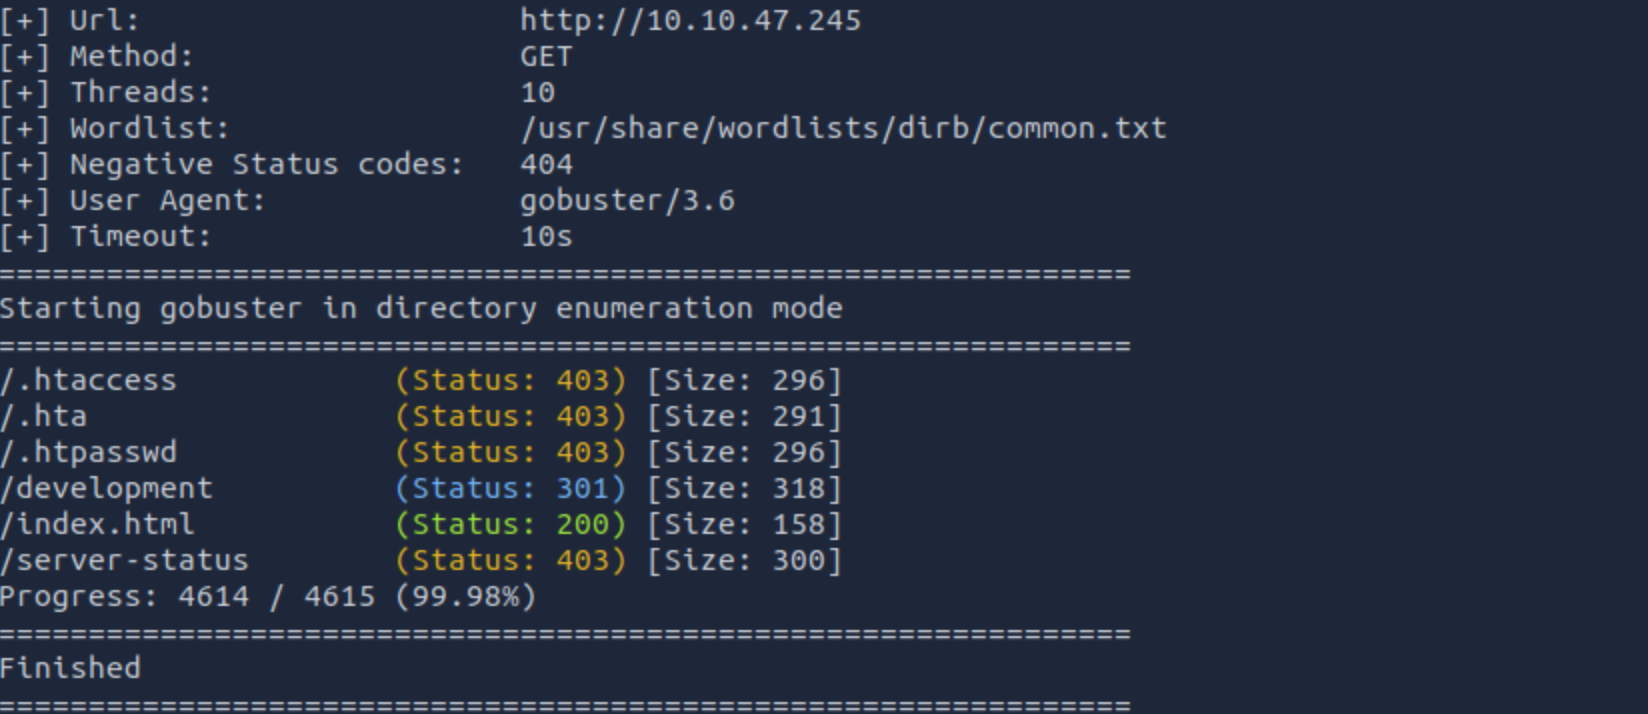 [+] Url:                     http://10.10.47.245
[+] Method:                  GET
[+] Threads:                 10
[+] Wordlist:                /usr/share/wordlists/dirb/common.txt
[+] Negative Status codes:   404
[+] User Agent:              gobuster/3.6
[+] Timeout:                 10s
===============================================================
Starting gobuster in directory enumeration mode
===============================================================
/.htaccess            (Status: 403) [Size: 296]
/.hta                 (Status: 403) [Size: 291]
/.htpasswd            (Status: 403) [Size: 296]
/development          (Status: 301) [Size: 318]
/index.html           (Status: 200) [Size: 158]
/server-status        (Status: 403) [Size: 300]
Progress: 4614 / 4615 (99.98%)
===============================================================
Finished
===============================================================